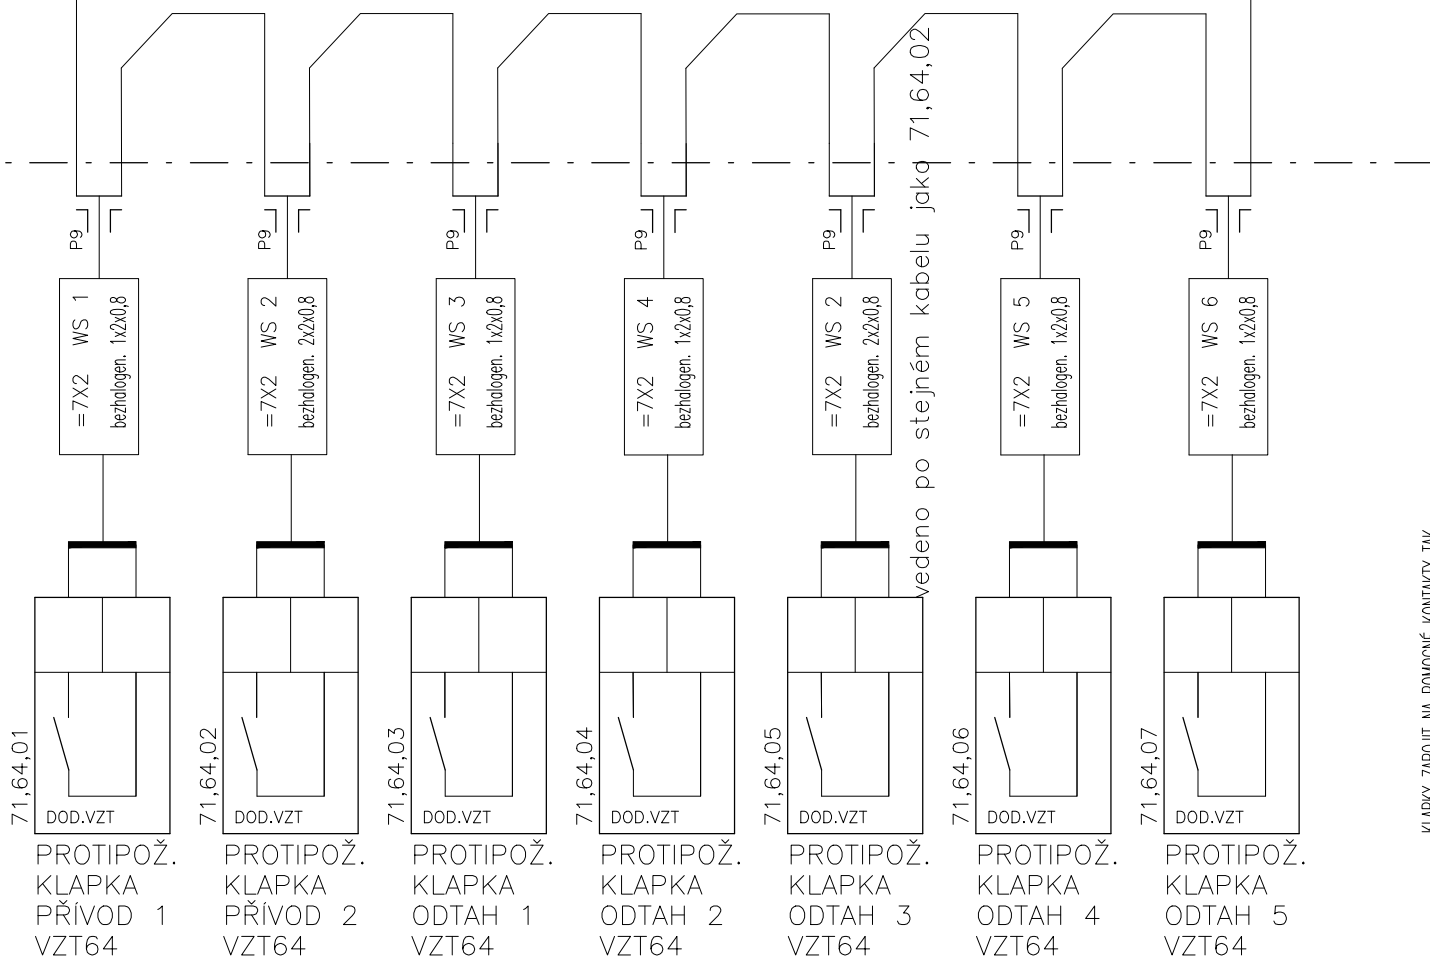 P9
=7X2 WS 1
bezhalogen. 1x2x0,8
P9
=7X2 WS 2
bezhalogen. 2x2x0,8
P9
=7X2 WS 3
bezhalogen. 1x2x0,8
P9
=7X2 WS 4
bezhalogen. 1x2x0,8
P9
=7X2 WS 2
bezhalogen. 2x2x0,8
vedeno po stejném kabelu jako 71,64,02
P9
=7X2 WS 5
bezhalogen. 1x2x0,8
P9
=7X2 WS 6
bezhalogen. 1x2x0,8
71,64,01
DOD.VZT
PROTIPOŽ.
KLAPKA
PŘÍVOD 1
VZT64
71,64,02
DOD.VZT
PROTIPOŽ.
KLAPKA
PŘÍVOD 2
VZT64
71,64,03
DOD.VZT
PROTIPOŽ.
KLAPKA
ODTAH 1
VZT64
71,64,04
DOD.VZT
PROTIPOŽ.
KLAPKA
ODTAH 2
VZT64
71,64,05
DOD.VZT
PROTIPOŽ.
KLAPKA
ODTAH 3
VZT64
71,64,06
DOD.VZT
PROTIPOŽ.
KLAPKA
ODTAH 4
VZT64
71,64,07
DOD.VZT
PROTIPOŽ.
KLAPKA
ODTAH 5
VZT64
KLAPKY ZAPOJIT NA POMOCNÉ KONTAKTY TAK